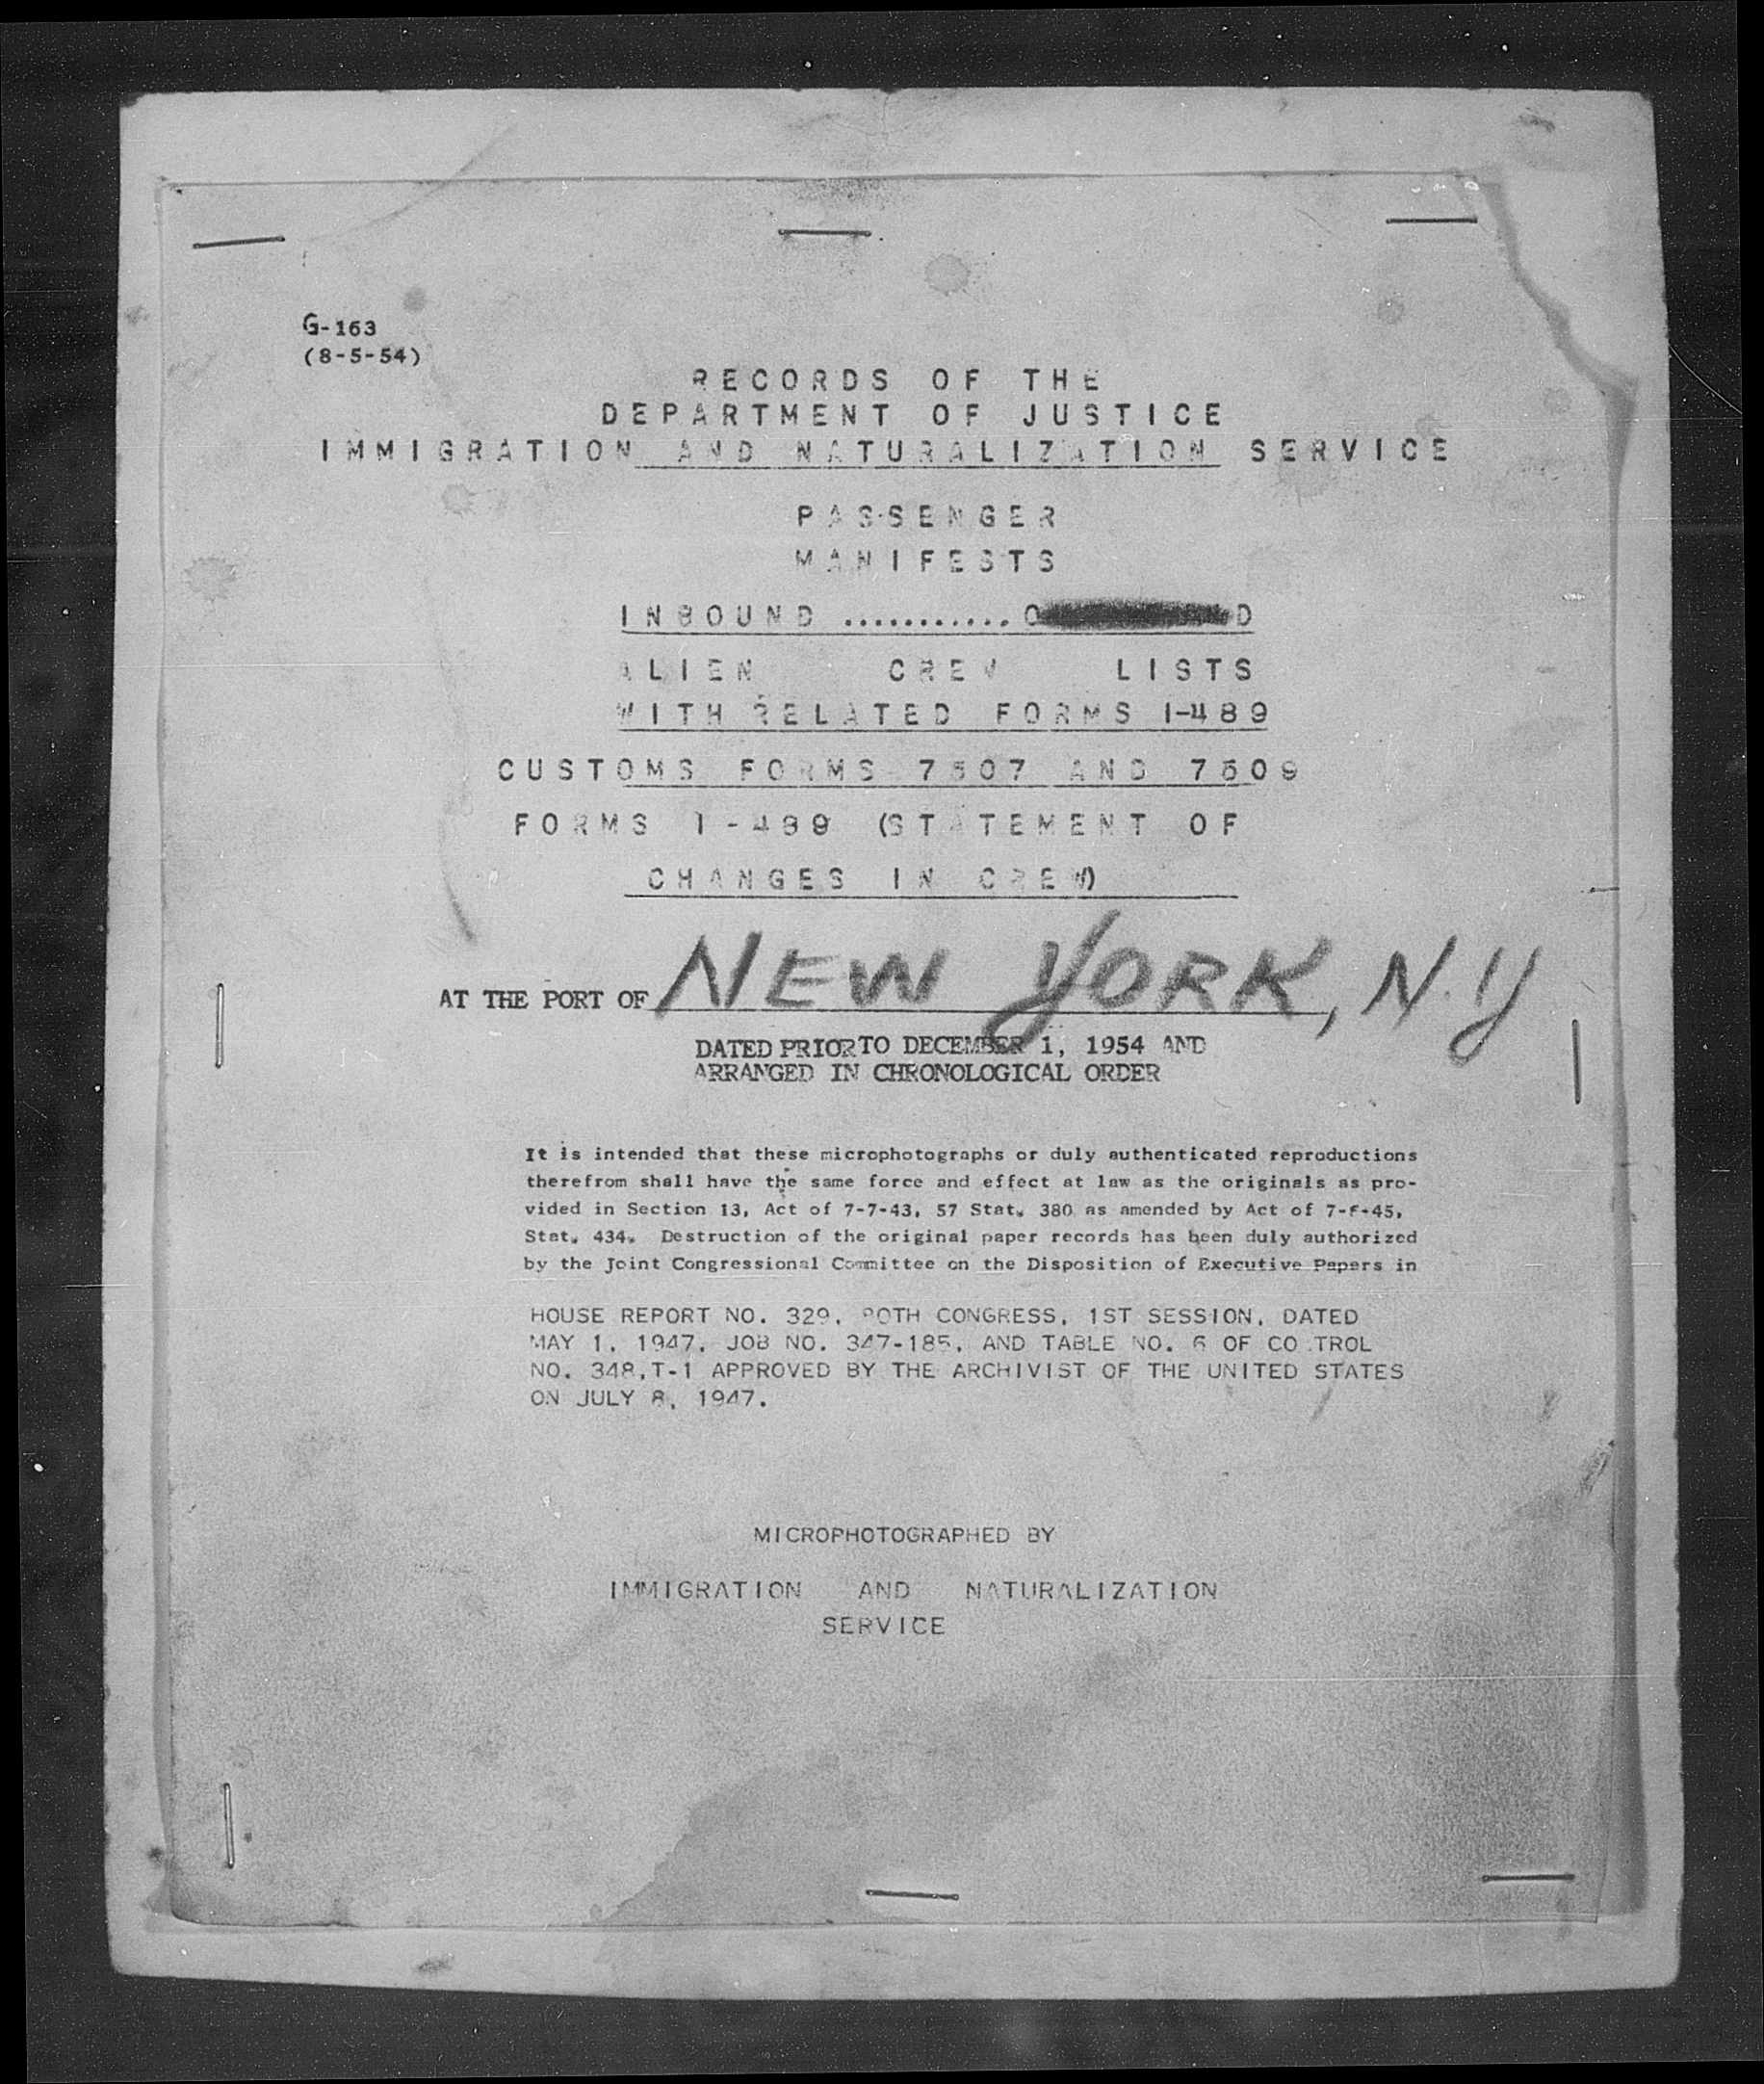 G-163
(8-5-54)
RECORDS OF THE
DEPARTMENT OF JUSTICE
IMMIGRATION AND NATURALIZATION SERVICE
PASSENGER
MANIFESTS
INBOUND ........... O D
ALIEN CREW LISTS
WITH RELATED FORMS I-489
CUSTOMS FORMS 7507 AND 7509
FORMS I-489 (STATEMENT OF
CHANGES IN CREW)
AT THE PORT OF NEW YORK, N.Y
DATED PRIOR TO DECEMBER 1, 1954 AND
ARRANGED IN CHRONOLOGICAL ORDER
It is intended that these microphotographs or duly authenticated reproductions
therefrom shall have the same force and effect at law as the originals as pro-
vided in Section 13, Act of 7-7-43, 57 Stat. 380 as amended by Act of 7-6-45,
Stat. 434. Destruction of the original paper records has been duly authorized
by the Joint Congressional Committee on the Disposition of Executive Papers in
HOUSE REPORT NO. 329, 80TH CONGRESS, 1ST SESSION, DATED
MAY 1, 1947, JOB NO. 347-185, AND TABLE NO. 6 OF CO TROL
NO. 348,T-1 APPROVED BY THE ARCHIVIST OF THE UNITED STATES
ON JULY 8, 1947.
MICROPHOTOGRAPHED BY
IMMIGRATION AND NATURALIZATION
SERVICE